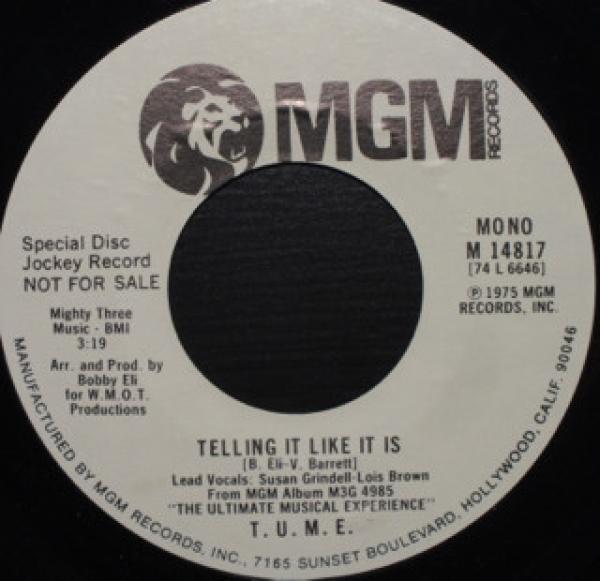 MGM
RECORDS
Special Disc
Jockey Record
NOT FOR SALE
Mighty Three
Music - BMI
3:19
Arr. and Prod. by
Bobby Eli
for W.M.O.T.
Productions
MONO
M 14817
[74 L 6646]
Ⓟ 1975 MGM
RECORDS, INC.
TELLING IT LIKE IT IS
[B. Eli-V. Barrett]
Lead Vocals: Susan Grindell-Lois Brown
From MGM Album M3G 4985
"THE ULTIMATE MUSICAL EXPERIENCE"
T. U. M. E.
MANUFACTURED BY MGM RECORDS, INC., 7165 SUNSET BOULEVARD, HOLLYWOOD, CALIF. 90046